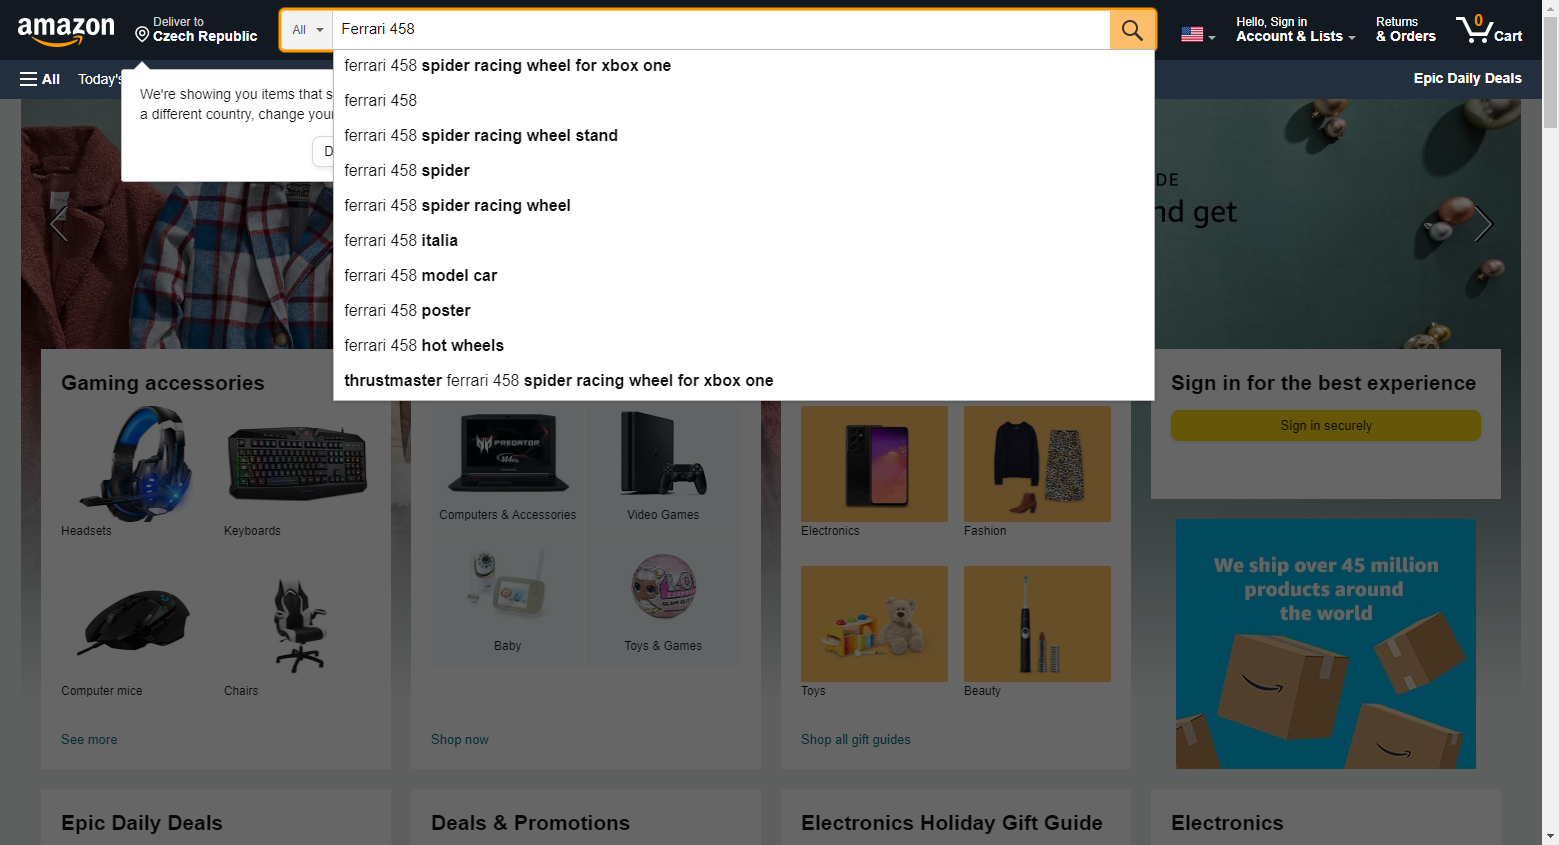 amazon
Deliver to
Czech Republic
All
Ferrari 458
Hello, Sign in
Account & Lists
Returns
& Orders
0
Cart
All
Today's
Epic Daily Deals
We're showing you items that s
a different country, change your
D
ferrari 458 spider racing wheel for xbox one
ferrari 458
ferrari 458 spider racing wheel stand
ferrari 458 spider
ferrari 458 spider racing wheel
ferrari 458 italia
ferrari 458 model car
ferrari 458 poster
ferrari 458 hot wheels
thrustmaster ferrari 458 spider racing wheel for xbox one
DE
nd get
Gaming accessories
Headsets
Keyboards
Computer mice
Chairs
See more
PREDATOR
144Hz
Computers & Accessories
Video Games
Baby
Toys & Games
Shop now
Electronics
Fashion
Toys
Beauty
Shop all gift guides
Sign in for the best experience
Sign in securely
We ship over 45 million
products around
the world
Epic Daily Deals
Deals & Promotions
Electronics Holiday Gift Guide
Electronics